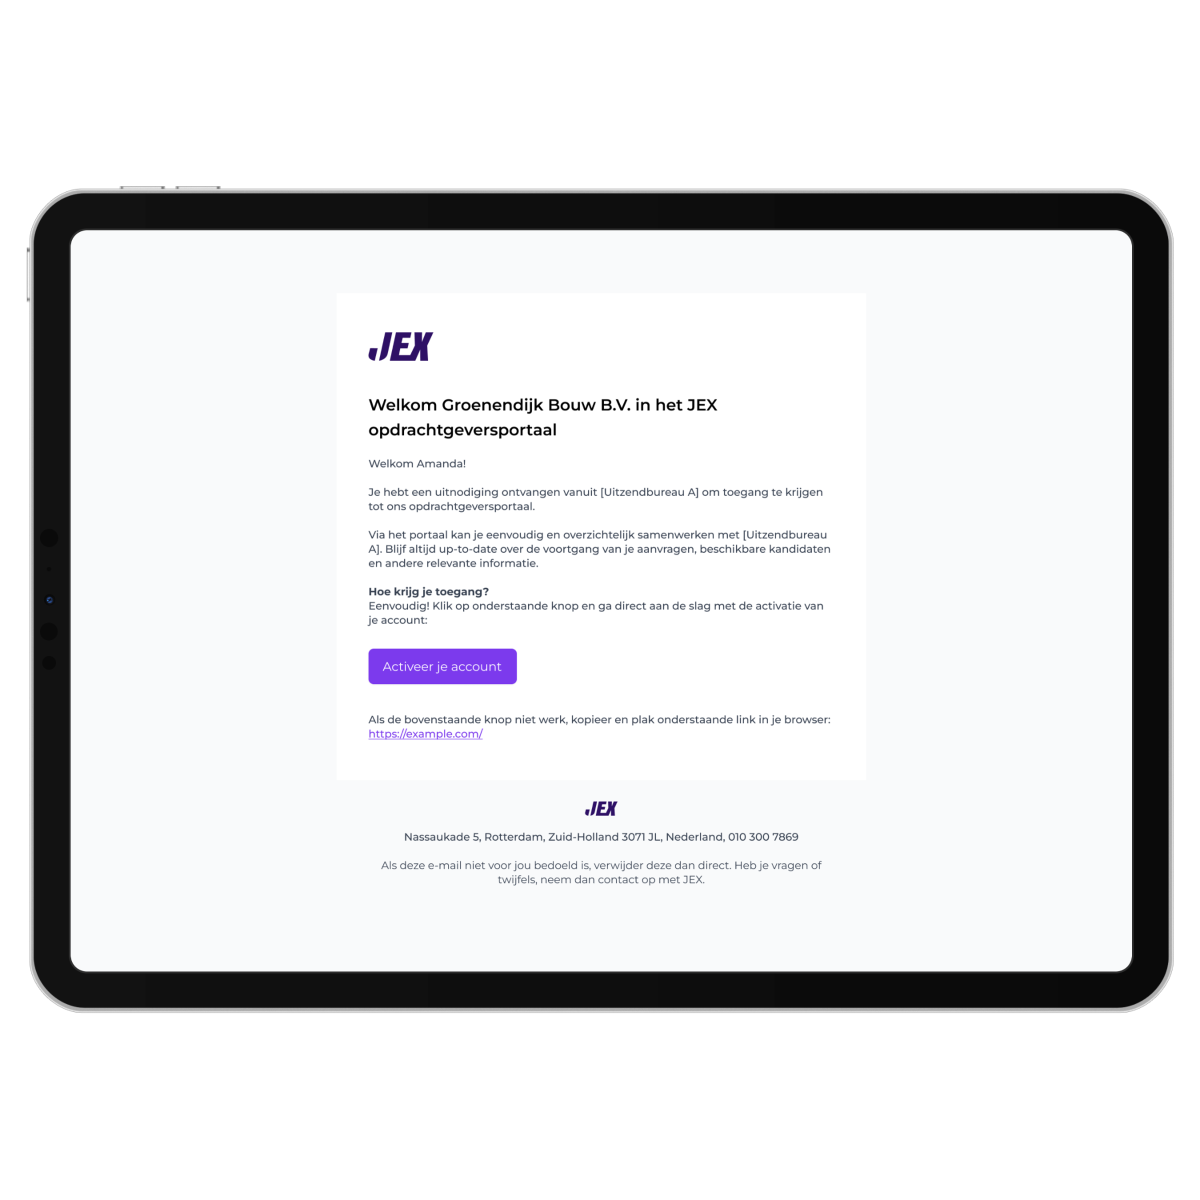 JEX
Welkom Groenendijk Bouw B.V. in het JEX
opdrachtgeversportaal
Welkom Amanda!
Je hebt een uitnodiging ontvangen vanuit [Uitzendbureau A] om toegang te krijgen
tot ons opdrachtgeversportaal.
Via het portaal kan je eenvoudig en overzichtelijk samenwerken met [Uitzendbureau
A]. Blijf altijd up-to-date over de voortgang van je aanvragen, beschikbare kandidaten
en andere relevante informatie.
Hoe krijg je toegang?
Eenvoudig! Klik op onderstaande knop en ga direct aan de slag met de activatie van
je account:
Activeer je account
Als de bovenstaande knop niet werk, kopieer en plak onderstaande link in je browser:
https://example.com/
JEX
Nassaukade 5, Rotterdam, Zuid-Holland 3071 JL, Nederland, 010 300 7869
Als deze e-mail niet voor jou bedoeld is, verwijder deze dan direct. Heb je vragen of
twijfels, neem dan contact op met JEX.